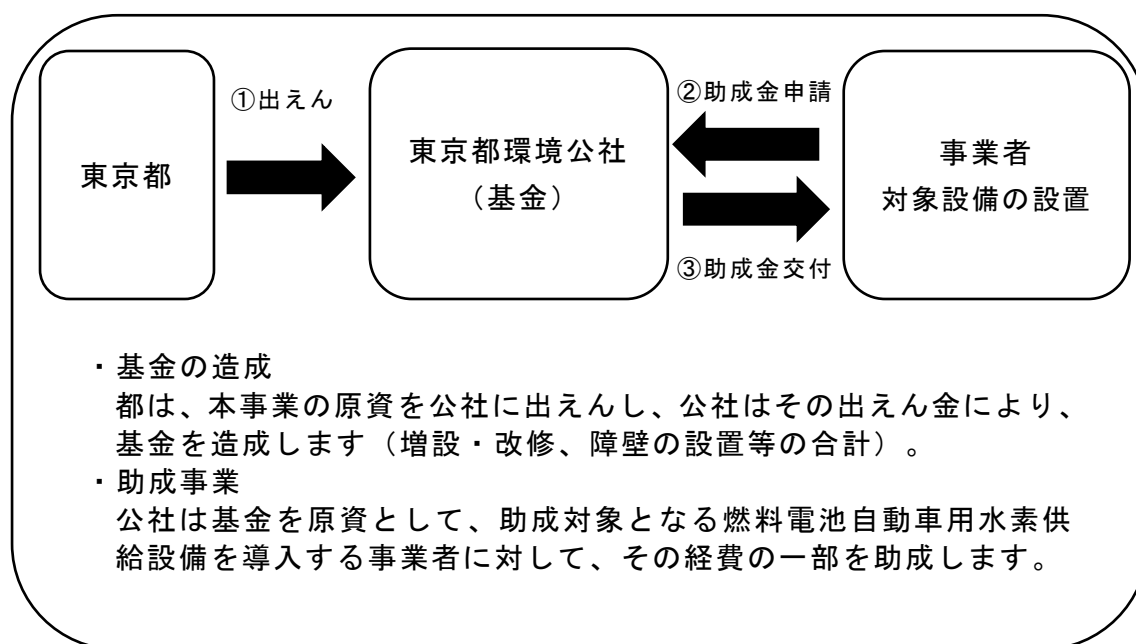 東京都
①出えん
東京都環境公社
（基金）
②助成金申請
③助成金交付
事業者
対象設備の設置
・基金の造成
都は、本事業の原資を公社に出えんし、公社はその出えん金により、
基金を造成します（増設・改修、障壁の設置等の合計）。
・助成事業
公社は基金を原資として、助成対象となる燃料電池自動車用水素供
給設備を導入する事業者に対して、その経費の一部を助成します。